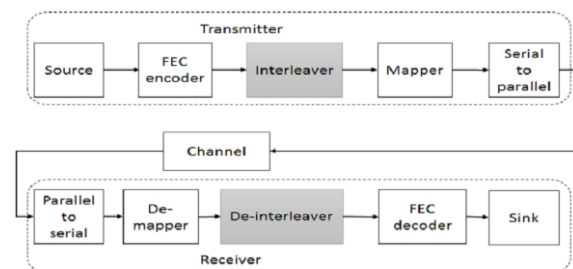 Transmitter
Source
FEC
encoder
Interleaver
Mapper
Serial
to
parallel
Channel
Parallel
to
serial
De-
mapper
De-interleaver
FEC
decoder
Sink
Receiver